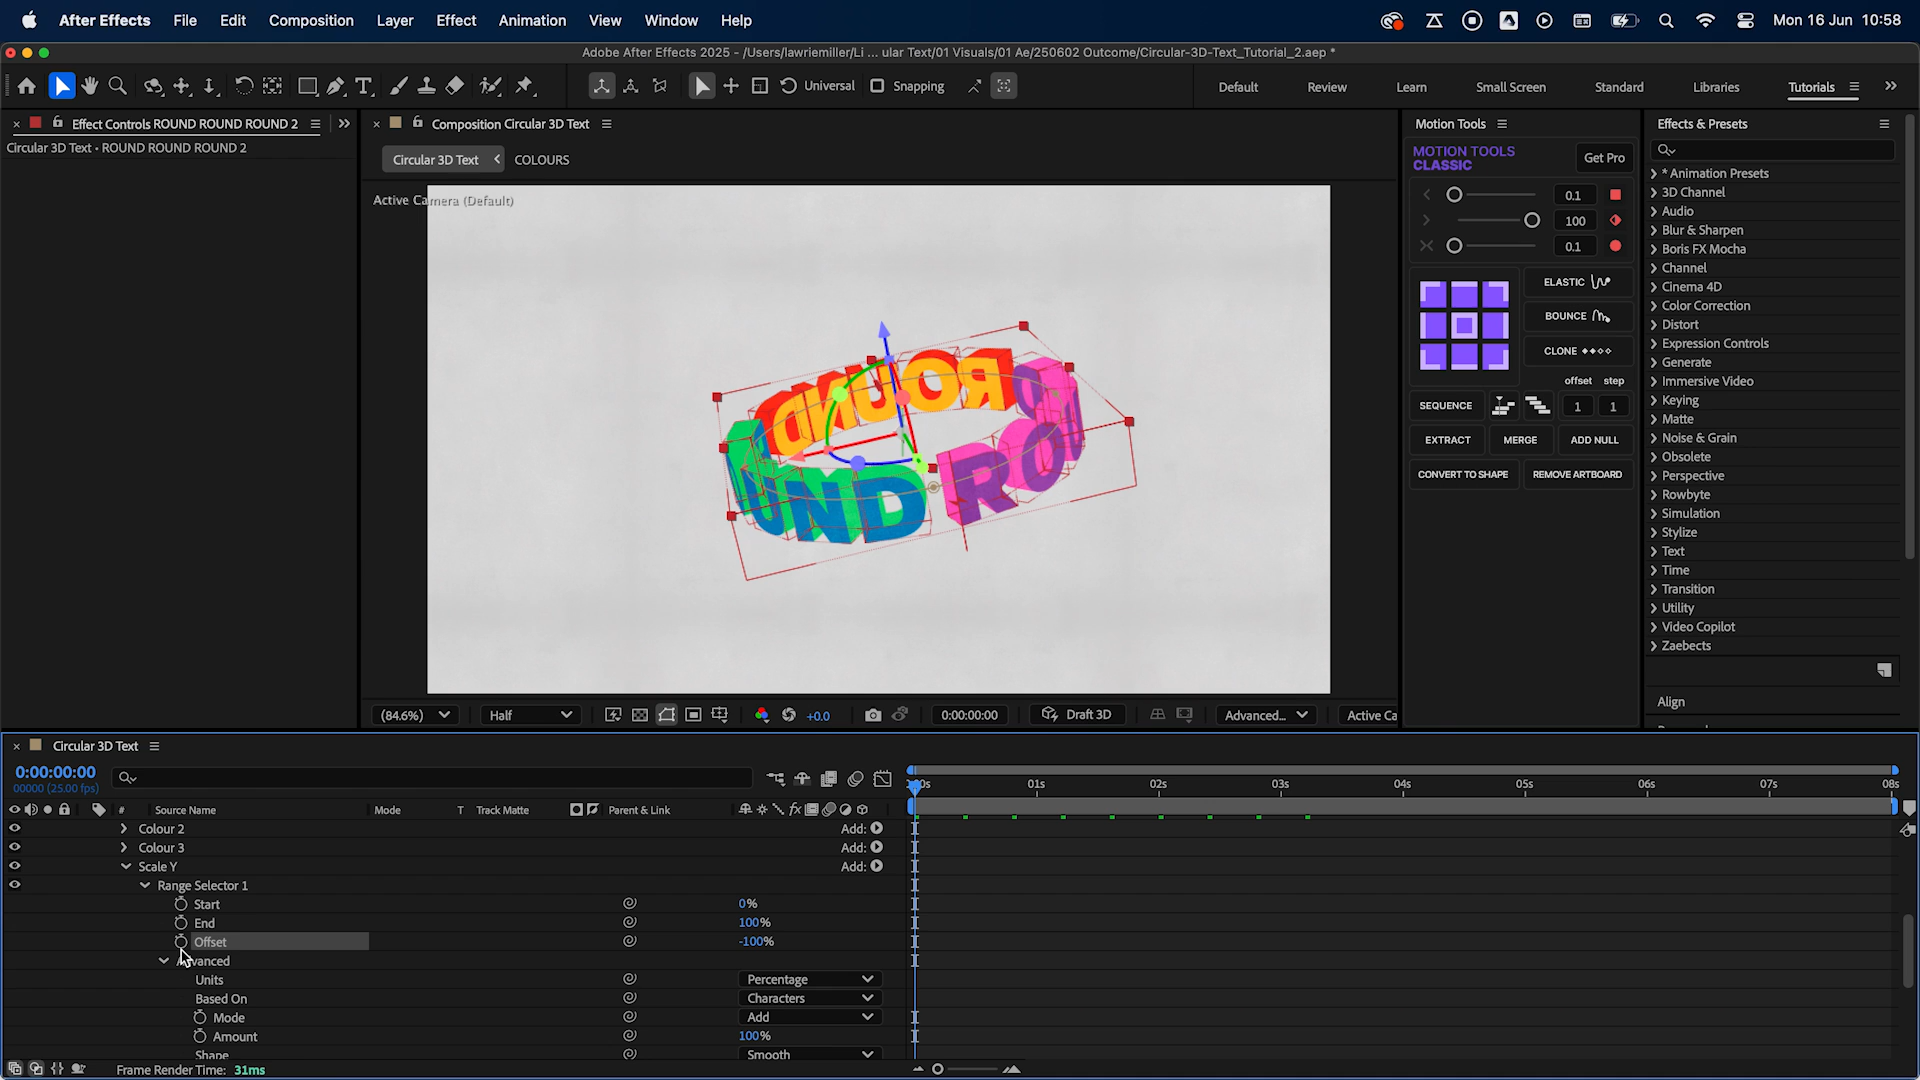 After Effects File Edit Composition Layer Effect Animation View Window Help Mon 16 Jun 10:58
Adobe After Effects 2025 - /Users/lawriemiller/Li ... ular Text/01 Visuals/01 Ae/250602 Outcome/Circular-3D-Text_Tutorial_2.aep *
Universal Snapping Default Review Learn Small Screen Standard Libraries Tutorials
Effect Controls ROUND ROUND ROUND 2
Circular 3D Text • ROUND ROUND ROUND 2
Composition Circular 3D Text
Circular 3D Text COLOURS
Active Camera (Default)
ROUND
UND RO
(84.6%) Half +0.0 0:00:00:00 Draft 3D Advanced... Active Ca
Motion Tools
MOTION TOOLS
CLASSIC
Get Pro
0.1
100
0.1
ELASTIC
BOUNCE
CLONE
offset step
SEQUENCE 1 1
EXTRACT MERGE ADD NULL
CONVERT TO SHAPE REMOVE ARTBOARD
Effects & Presets
* Animation Presets
3D Channel
Audio
Blur & Sharpen
Boris FX Mocha
Channel
Cinema 4D
Color Correction
Distort
Expression Controls
Generate
Immersive Video
Keying
Matte
Noise & Grain
Obsolete
Perspective
Rowbyte
Simulation
Stylize
Text
Time
Transition
Utility
Video Copilot
Zaebects
Align
Circular 3D Text
0:00:00:00
00000 (25.00 fps)
:00s 01s 02s 03s 04s 05s 06s 07s 08s
# Source Name Mode T Track Matte Parent & Link
Colour 2 Add:
Colour 3 Add:
Scale Y Add:
Range Selector 1
Start 0%
End 100%
Offset -100%
Advanced
Units Percentage
Based On Characters
Mode Add
Amount 100%
Shape Smooth
Frame Render Time: 31ms